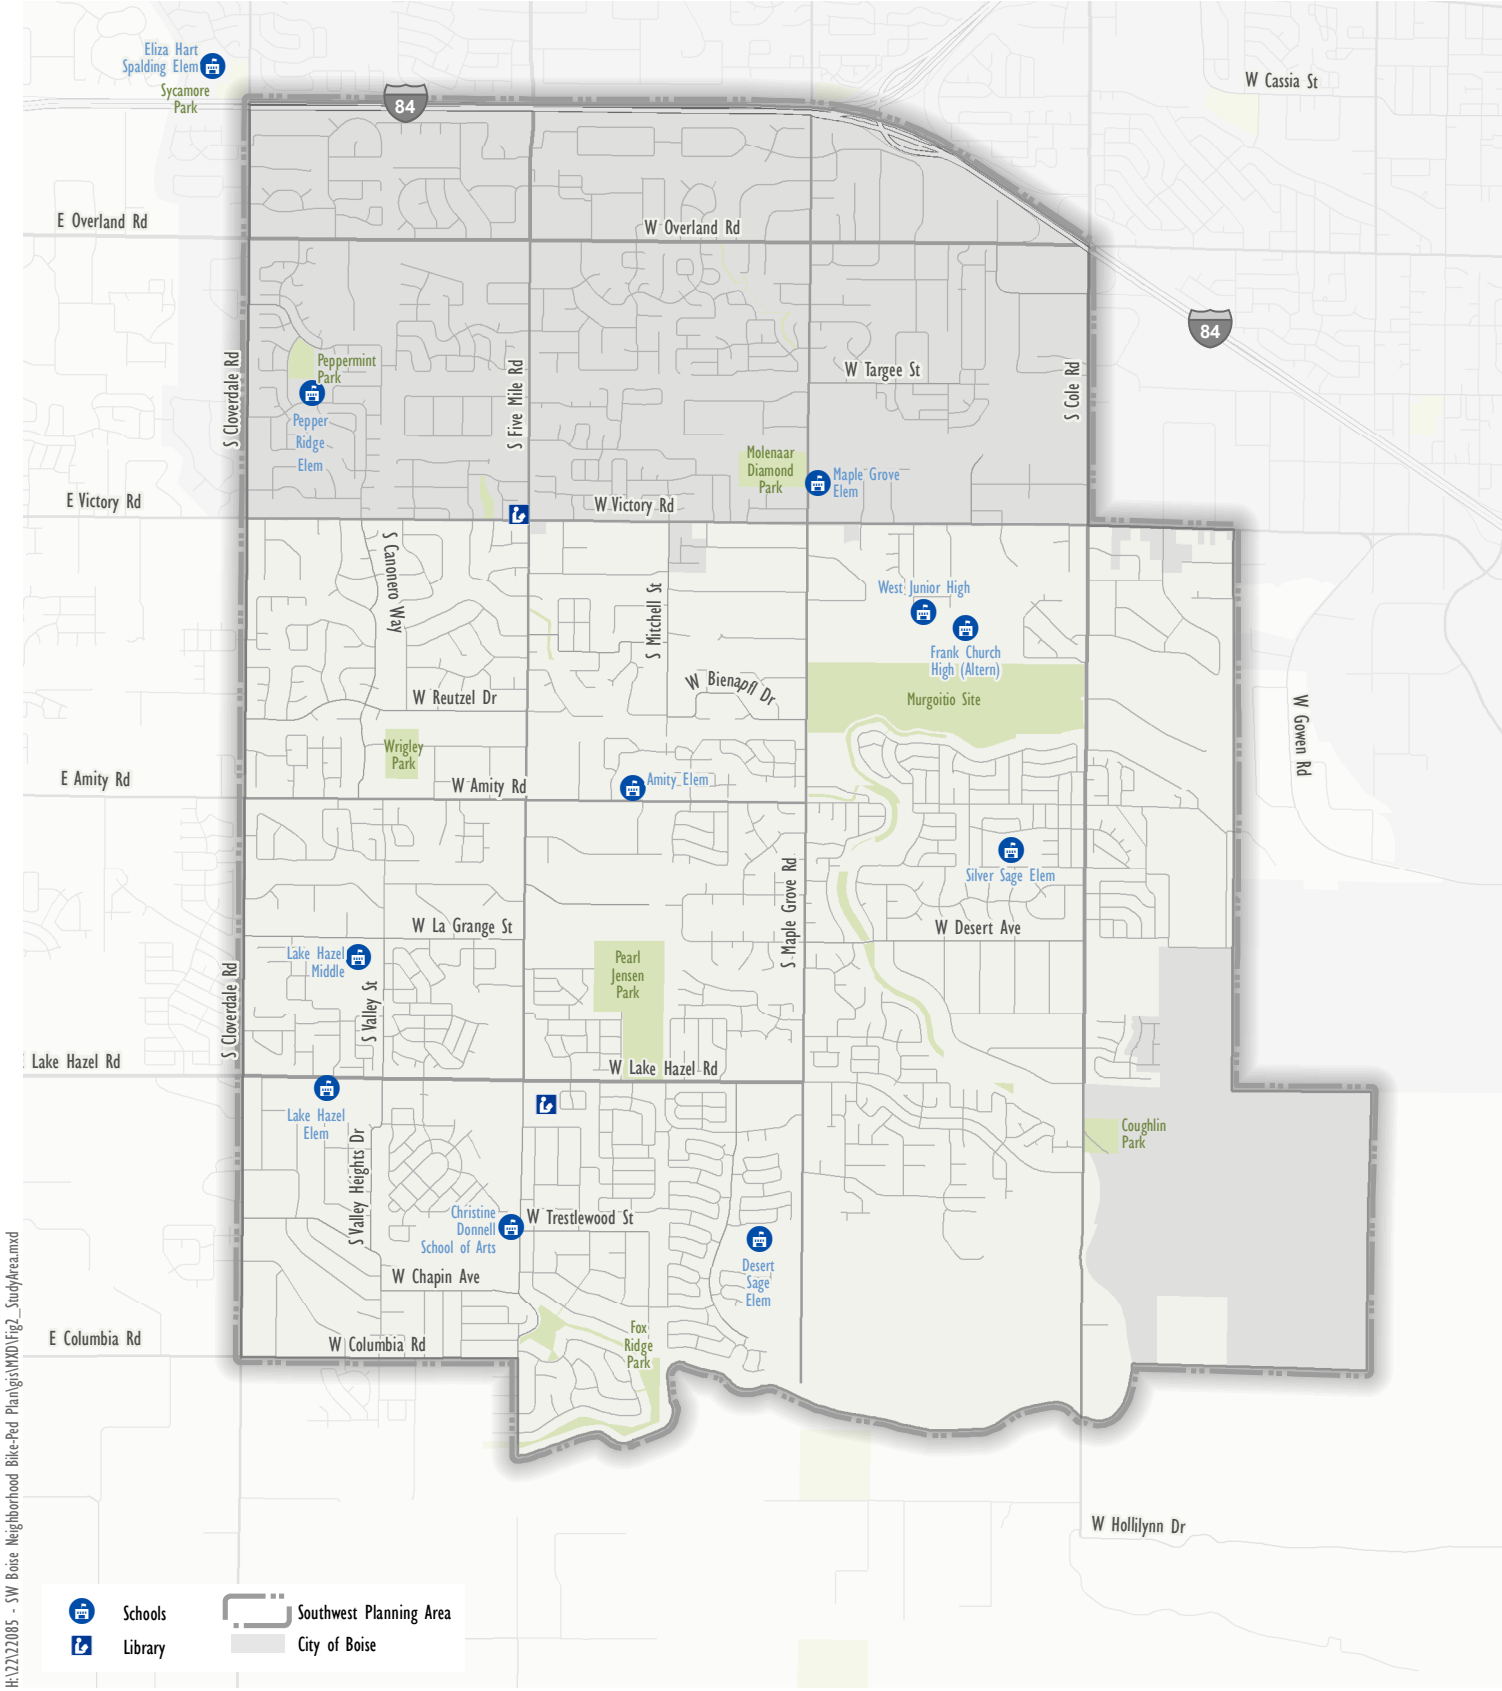 Eliza Hart
Spalding Elem
Sycamore
Park
84
W Cassia St
E Overland Rd
W Overland Rd
84
S Cloverdale Rd
Peppermint
Park
Pepper
Ridge
Elem
S Five Mile Rd
W Targee St
S Cole Rd
Molenaar
Diamond
Park
Maple Grove
Elem
E Victory Rd
W Victory Rd
S Canonero Way
S Mitchell St
West Junior High
Frank Church
High (Altern)
W Reutzel Dr
W Bienapfl Dr
Murgoitio Site
W Gowen Rd
Wrigley
Park
E Amity Rd
W Amity Rd
Amity Elem
S Maple Grove Rd
Silver Sage Elem
W La Grange St
W Desert Ave
Lake Hazel
Middle
Pearl
Jensen
Park
S Cloverdale Rd
S Valley St
Lake Hazel Rd
W Lake Hazel Rd
Lake Hazel
Elem
S Valley Heights Dr
Coughlin
Park
Christine
Donnell
School of Arts
W Trestlewood St
W Chapin Ave
Desert
Sage
Elem
E Columbia Rd
W Columbia Rd
Fox
Ridge
Park
W Hollilynn Dr
Schools
Library
Southwest Planning Area
City of Boise
H:\22\22085 - SW Boise Neighborhood Bike-Ped Plan\gis\MXD\Fig2_StudyArea.mxd